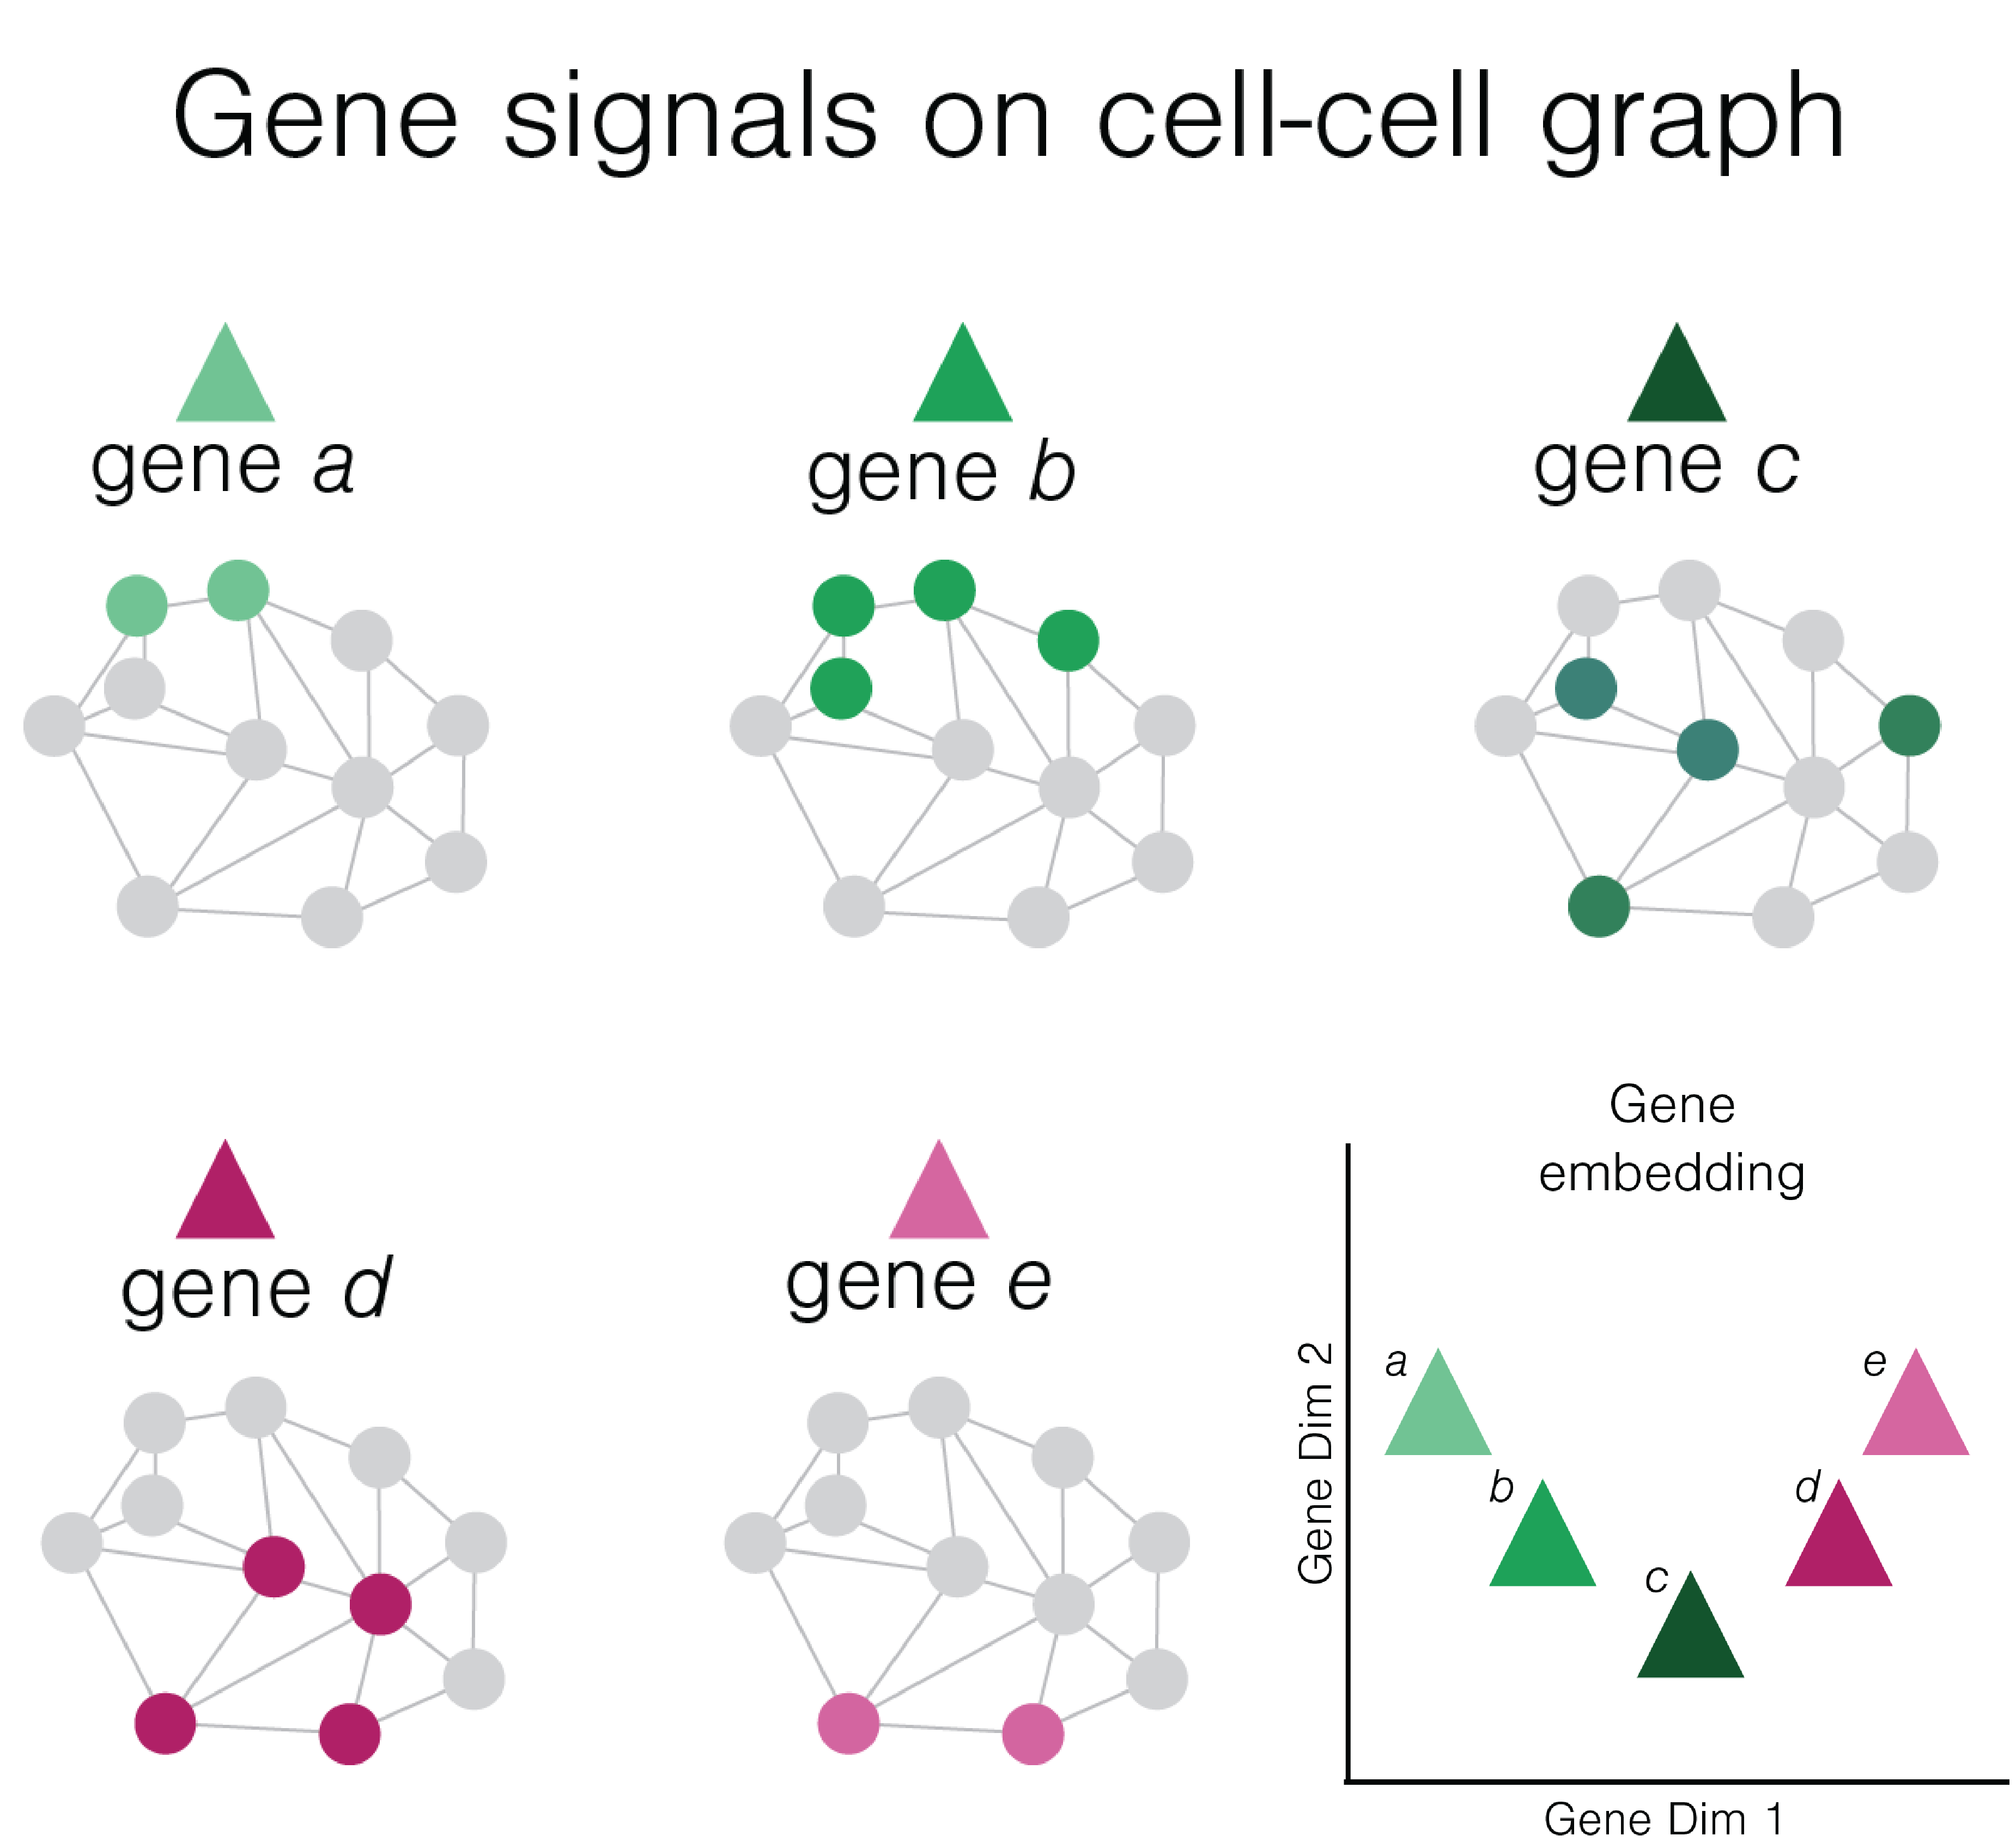 Gene signals on cell-cell graph
gene a
gene b
gene c
gene d
gene e
Gene
embedding
Gene Dim 2
a
e
b
d
c
Gene Dim 1